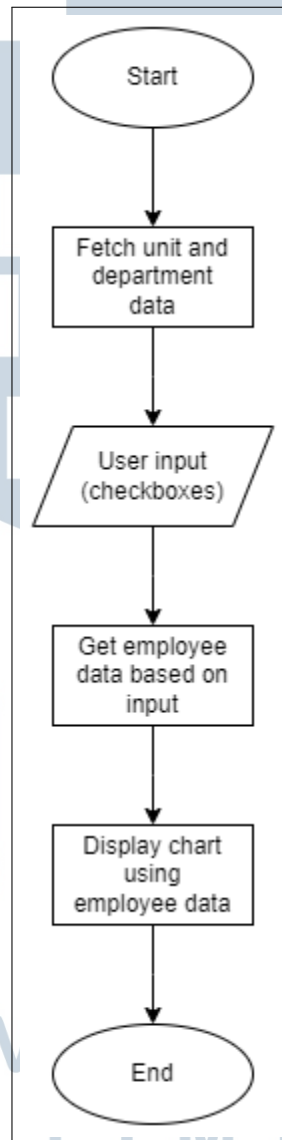 Start
Fetch unit and
department
data
User input
(checkboxes)
Get employee
data based on
input
Display chart
using
employee data
End